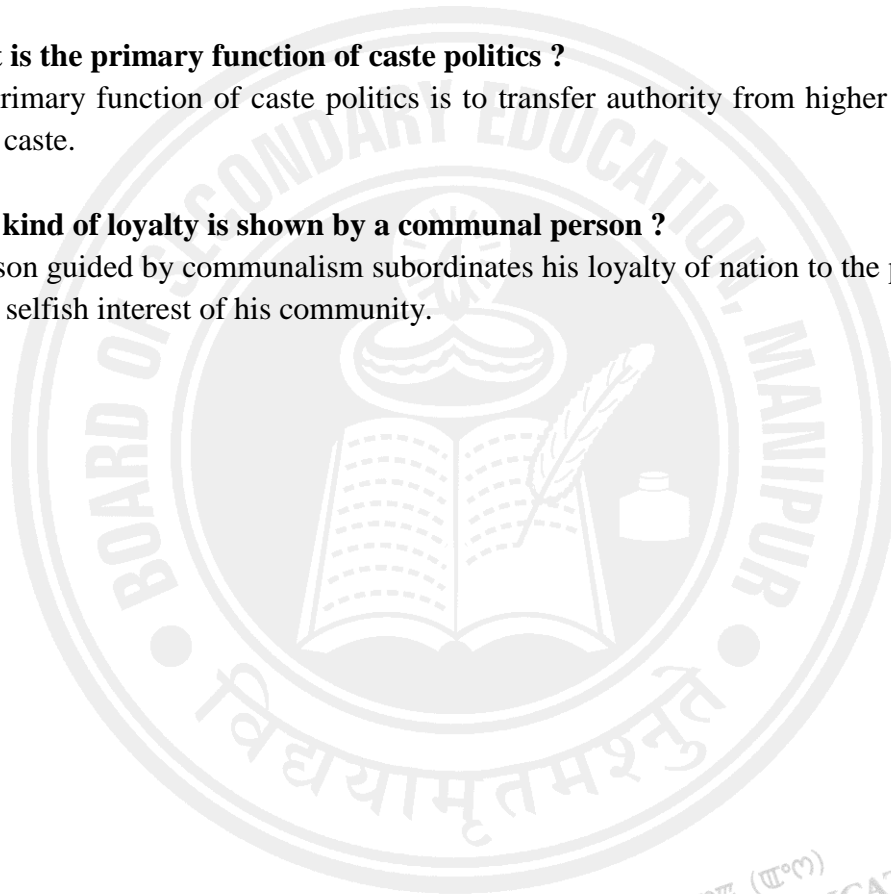 is the primary function of caste politics ?
rimary function of caste politics is to transfer authority from higher
caste.
kind of loyalty is shown by a communal person ?
son guided by communalism subordinates his loyalty of nation to the
selfish interest of his community.
BOARD OF SECONDARY EDUCATION, MANIPUR
विद्ययामृतमश्नुते